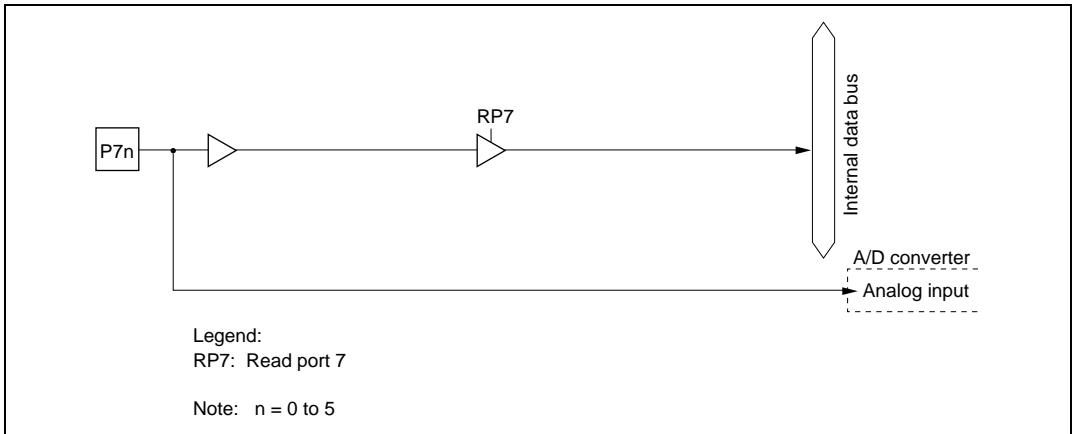 RP7
P7n
Internal data bus
A/D converter
Analog input
Legend:
RP7: Read port 7
Note: n = 0 to 5